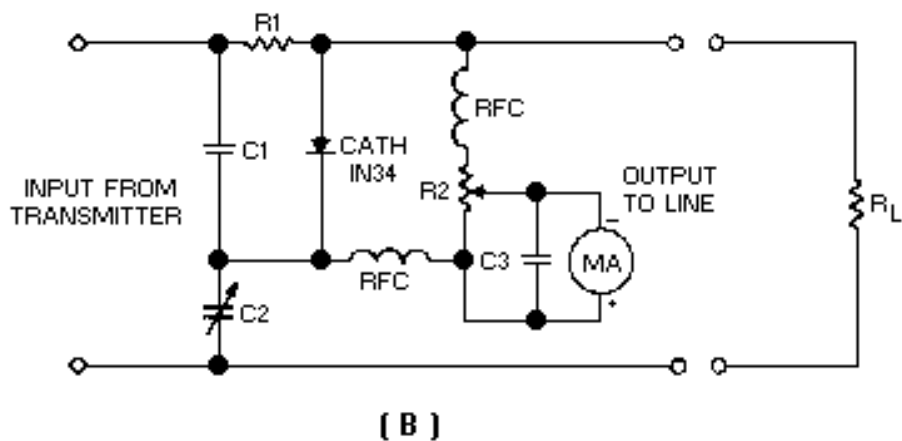 R1
RFC
C1
CATH
IN34
INPUT FROM
TRANSMITTER
R2
OUTPUT
TO LINE
RL
-
C3
MA
RFC
+
C2
( B )